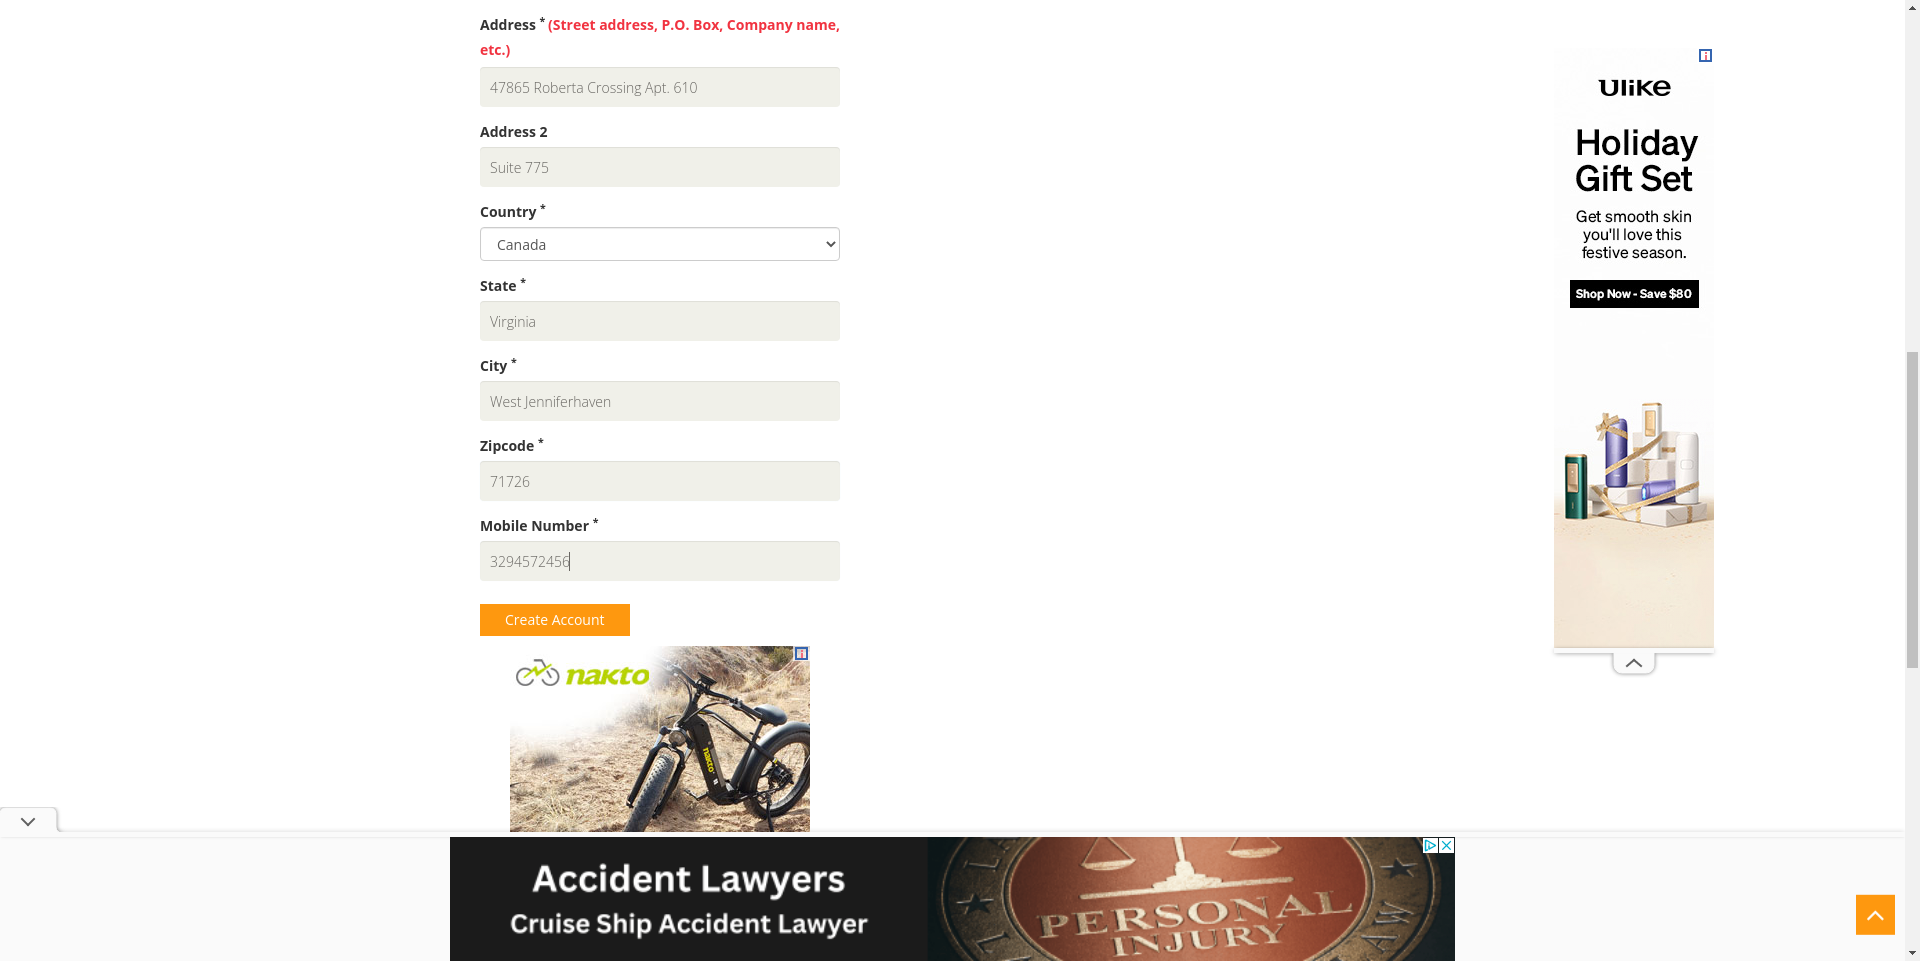 Address * (Street address, P.O. Box, Company name,
etc.)
47865 Roberta Crossing Apt. 610
Address 2
Suite 775
Country *
Canada
State *
Virginia
City *
West Jenniferhaven
Zipcode *
71726
Mobile Number *
3294572456
Create Account
nakto
nakto
Ulike
Holiday
Gift Set
Get smooth skin
you'll love this
festive season.
Shop Now - Save $80
Accident Lawyers
Cruise Ship Accident Lawyer
PERSONAL
INJURY
LAW